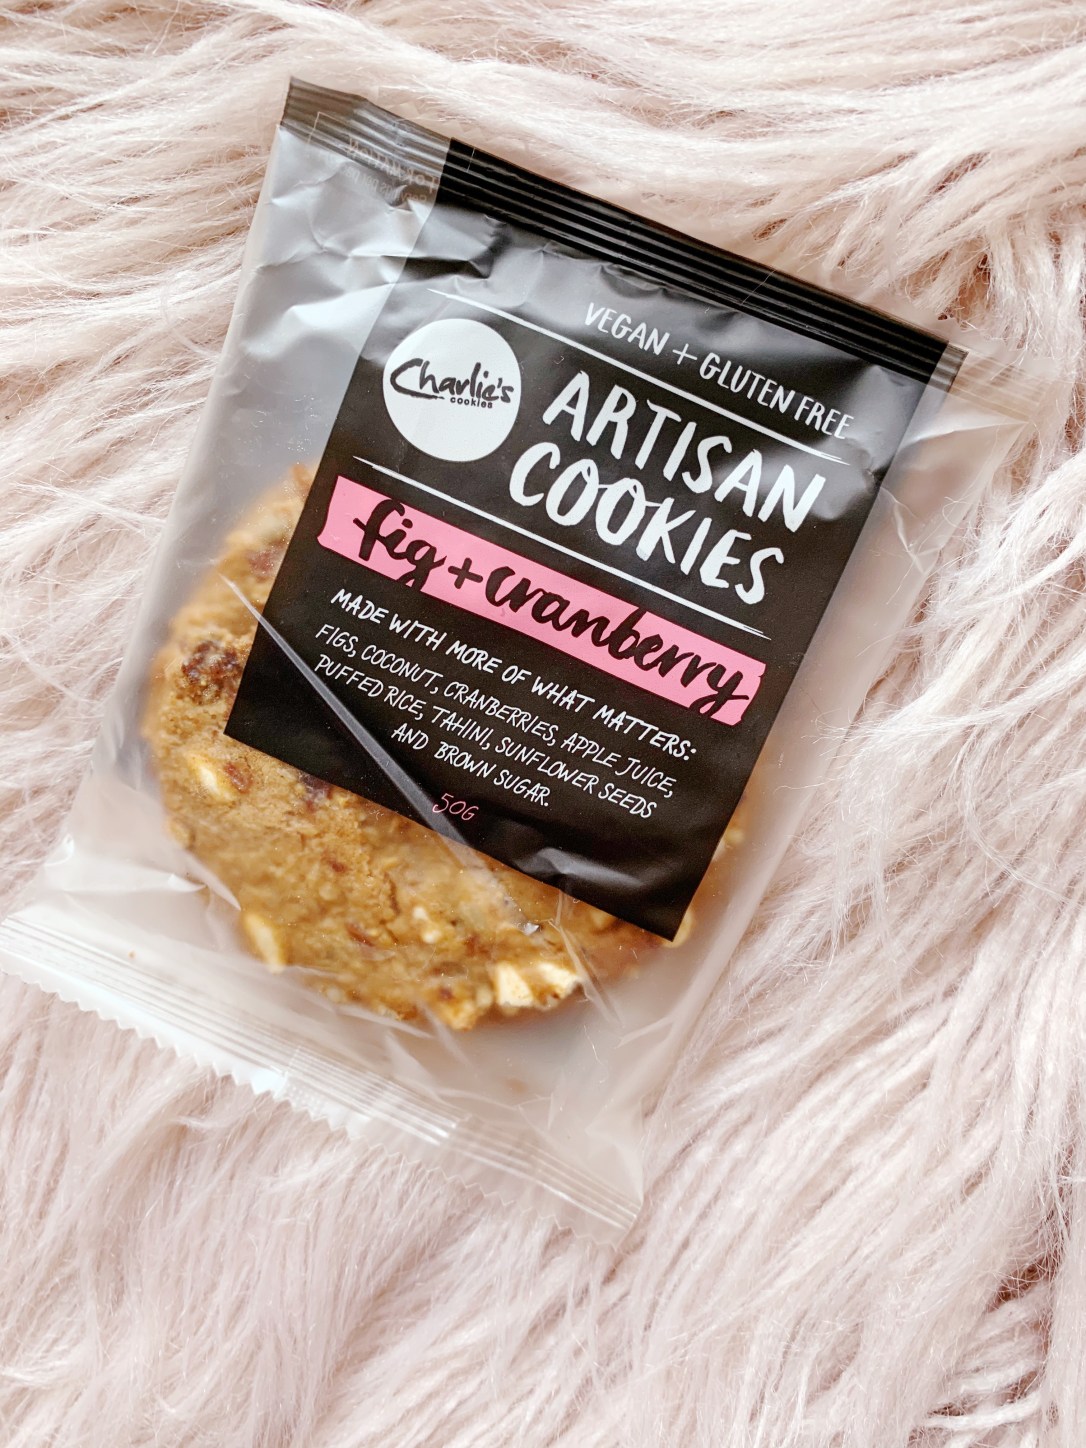 VEGAN + GLUTEN FREE
Charlie's
cookies
ARTISAN
COOKIES
fig + cranberry
MADE WITH MORE OF WHAT MATTERS:
FIGS, COCONUT, CRANBERRIES, APPLE JUICE,
PUFFED RICE, TAHINI, SUNFLOWER SEEDS
AND BROWN SUGAR.
50G